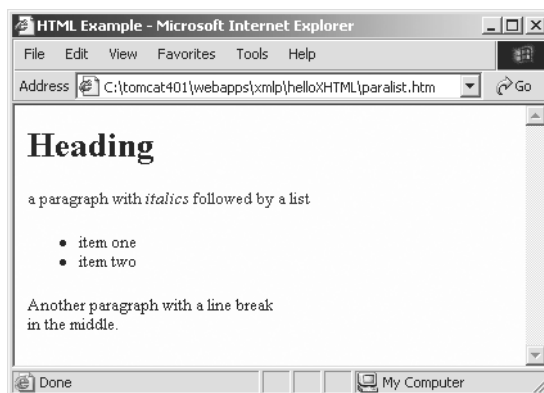 HTML Example - Microsoft Internet Explorer
File Edit View Favorites Tools Help
Address C:\tomcat401\webapps\xmlp\helloXHTML\paralist.htm Go
Heading
a paragraph with italics followed by a list
• item one
• item two
Another paragraph with a line break
in the middle.
Done My Computer